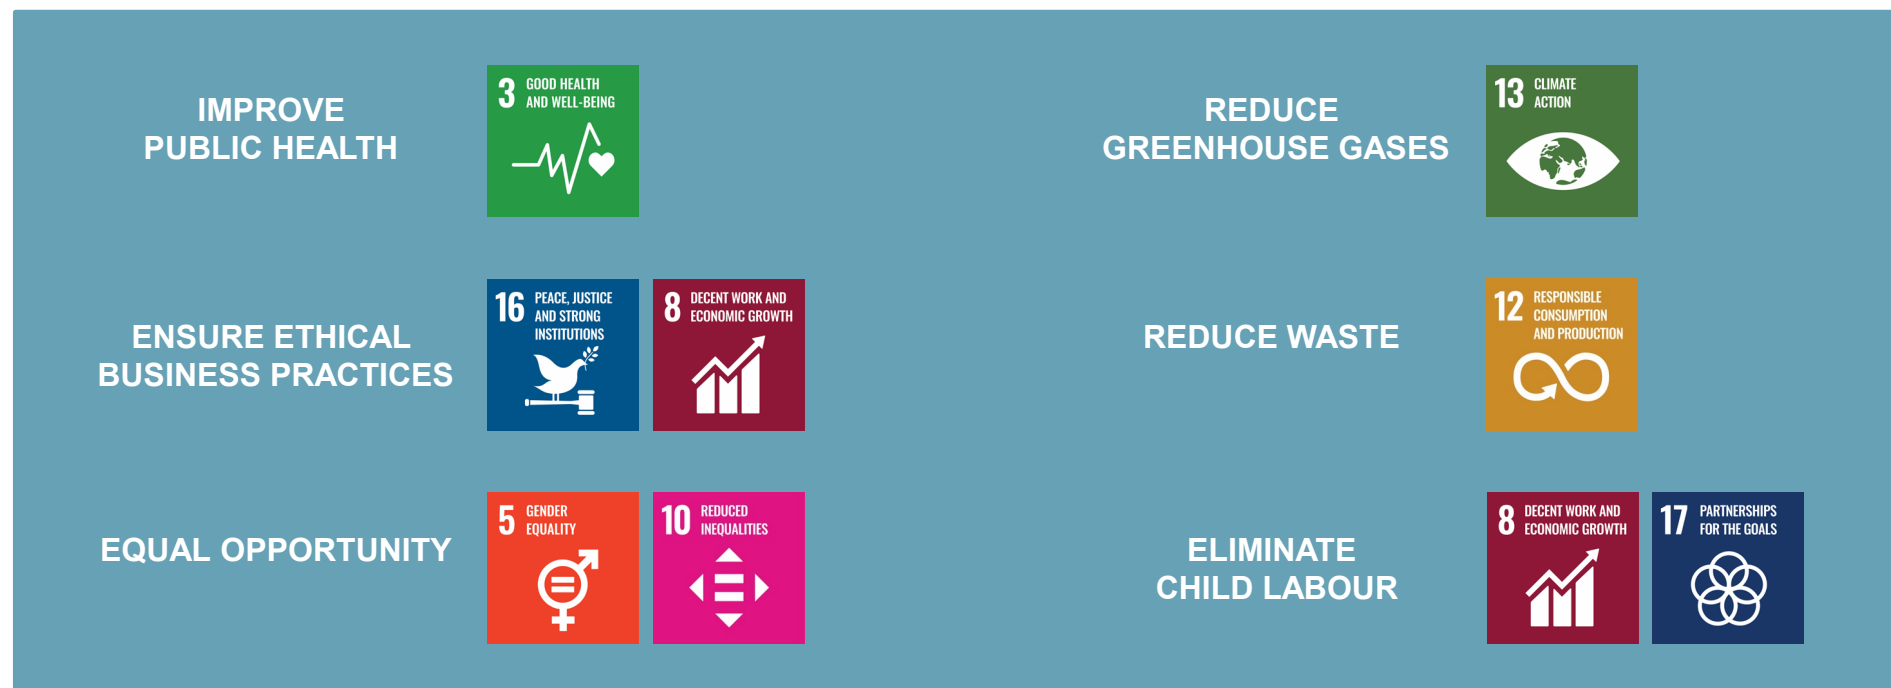 IMPROVE
PUBLIC HEALTH
3 GOOD HEALTH
AND WELL-BEING
REDUCE
GREENHOUSE GASES
13 CLIMATE
ACTION
ENSURE ETHICAL
BUSINESS PRACTICES
16 PEACE, JUSTICE
AND STRONG
INSTITUTIONS
8 DECENT WORK AND
ECONOMIC GROWTH
REDUCE WASTE
12 RESPONSIBLE
CONSUMPTION
AND PRODUCTION
EQUAL OPPORTUNITY
5 GENDER
EQUALITY
10 REDUCED
INEQUALITIES
ELIMINATE
CHILD LABOUR
8 DECENT WORK AND
ECONOMIC GROWTH
17 PARTNERSHIPS
FOR THE GOALS